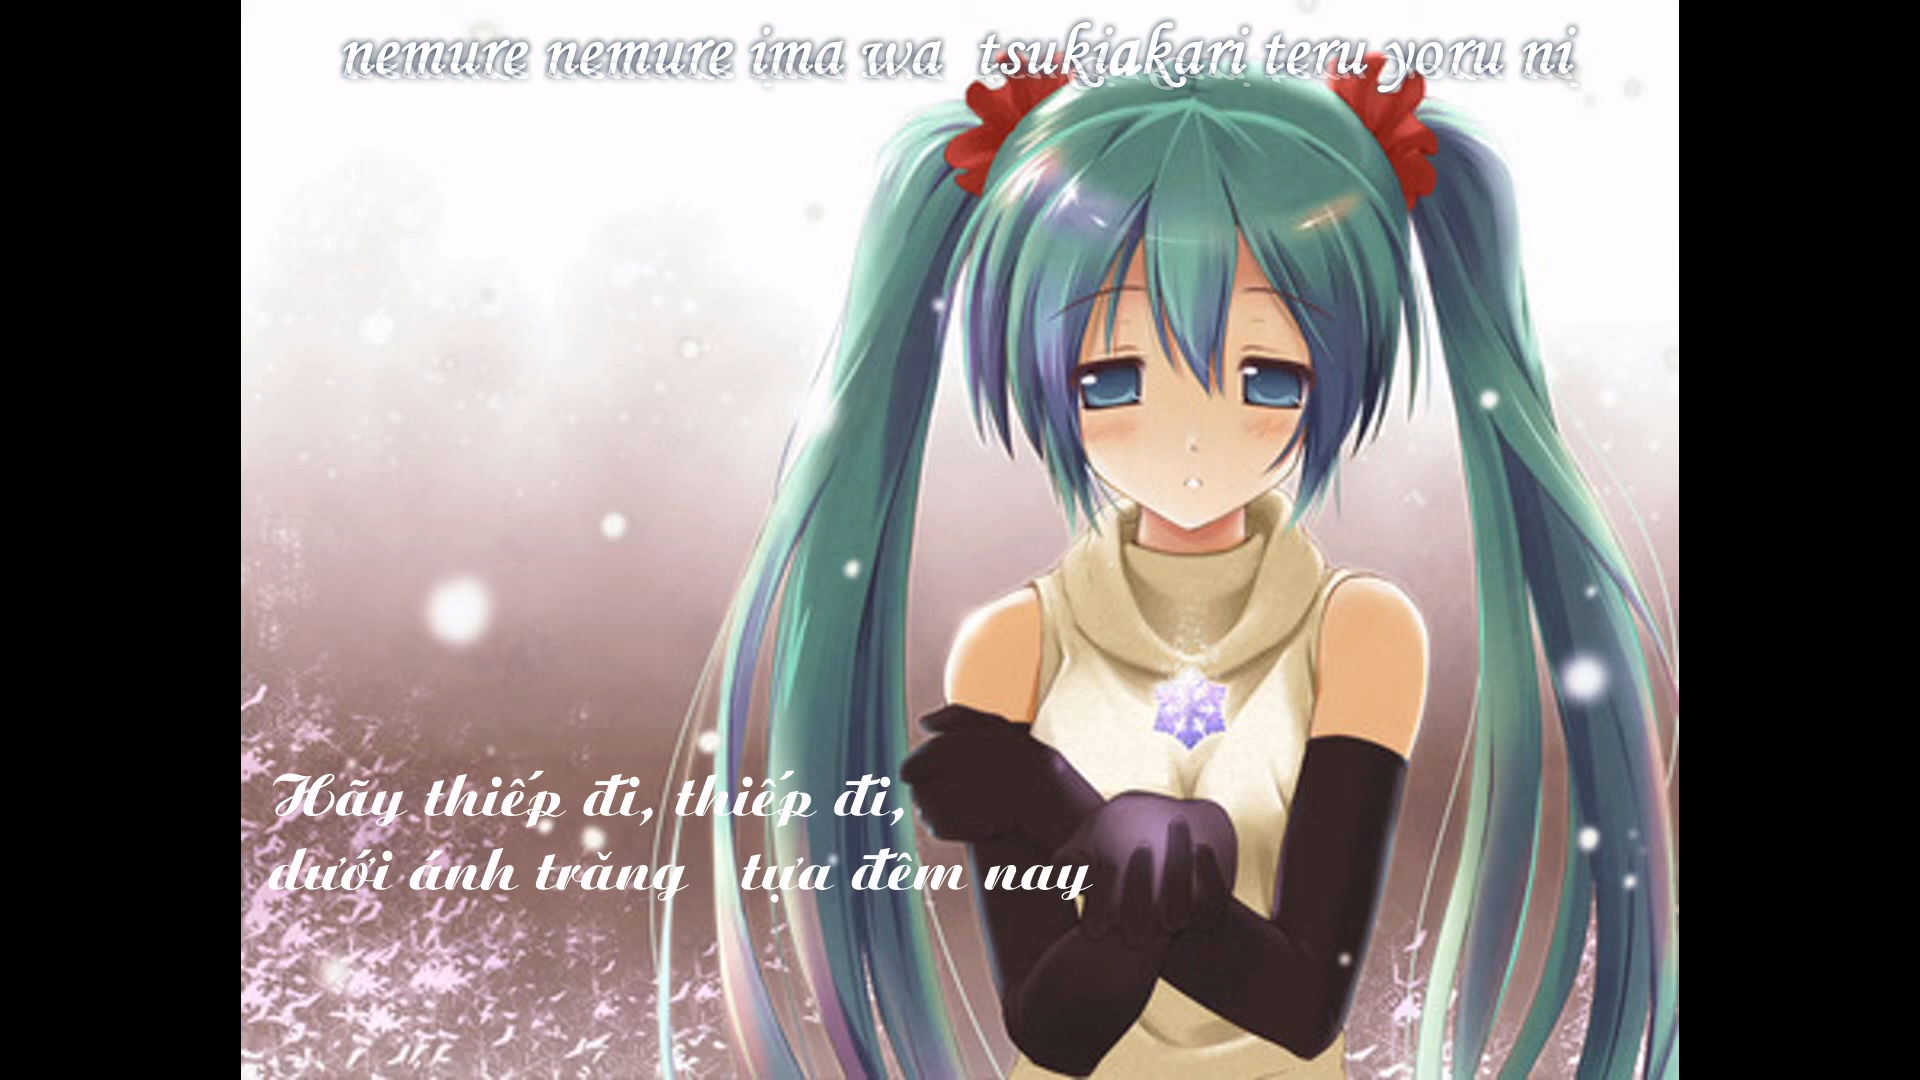 nemure nemure ima wa tsukiakari teru yoru ni
Hãy thiếp đi, thiếp đi,
dưới ánh trăng tựa đêm nay